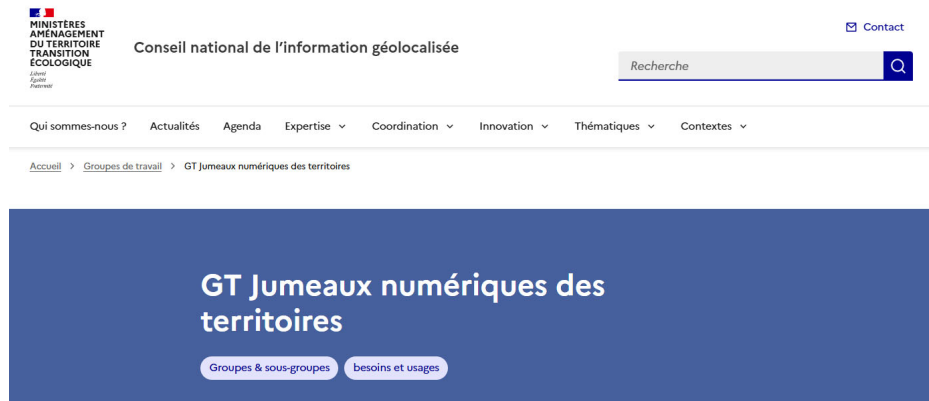 MINISTÈRES
AMÉNAGEMENT
DU TERRITOIRE
TRANSITION
ÉCOLOGIQUE
Liberté
Égalité
Fraternité
Conseil national de l'information géolocalisée
Contact
Recherche
Qui sommes-nous ? Actualités Agenda Expertise Coordination Innovation Thématiques Contextes
Accueil > Groupes de travail > GT Jumeaux numériques des territoires
GT Jumeaux numériques des
territoires
Groupes & sous-groupes besoins et usages